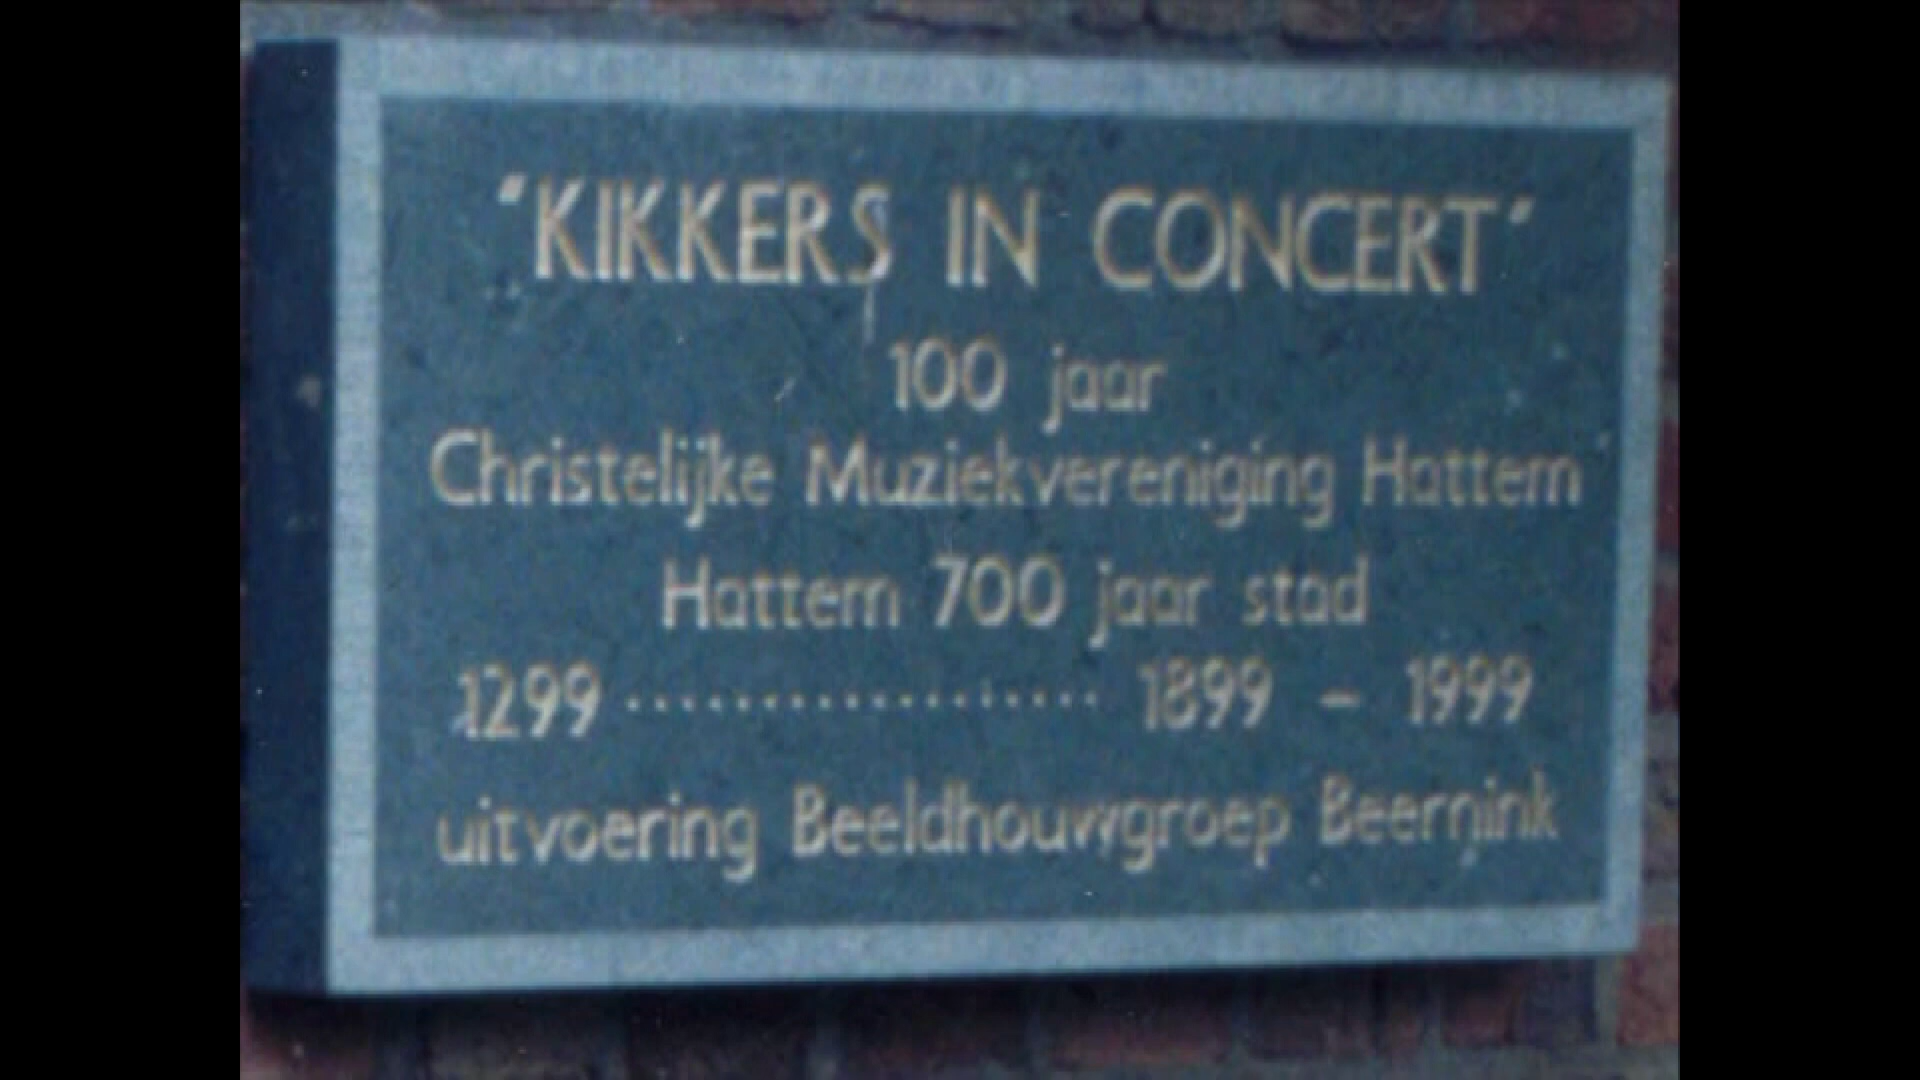 "KIKKERS IN CONCERT"
100 jaar
Christelijke Muziekvereniging Hattem
Hattem 700 jaar stad
1299 .................. 1899 - 1999
uitvoering Beeldhouwgroep Beernink